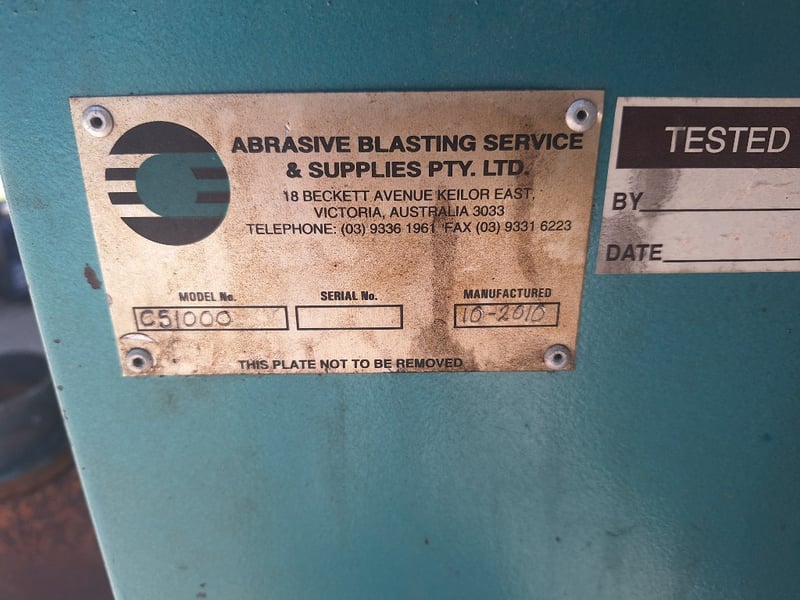 ABRASIVE BLASTING SERVICE
& SUPPLIES PTY. LTD.
18 BECKETT AVENUE KEILOR EAST,
VICTORIA, AUSTRALIA 3033
TELEPHONE: (03) 9336 1961 FAX (03) 9331 6223
MODEL No. SERIAL No. MANUFACTURED
CS1000 10-2010
THIS PLATE NOT TO BE REMOVED
TESTED
BY
DATE